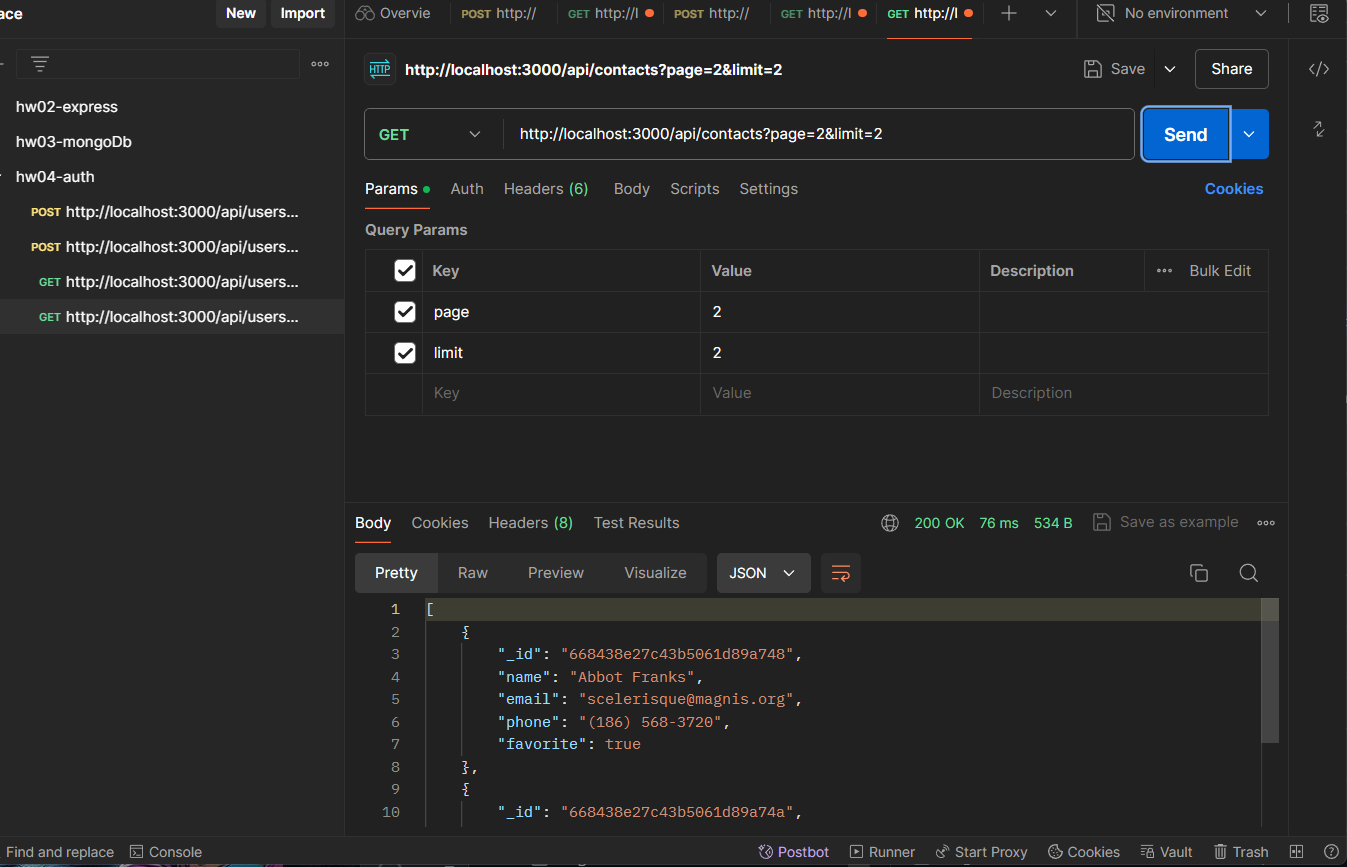 ace
New
Import
Overvie
POST http://
GET http://l
POST http://
GET http://l
GET http://l
No environment
HTTP
http://localhost:3000/api/contacts?page=2&limit=2
Save
Share
hw02-express
hw03-mongoDb
hw04-auth
POST http://localhost:3000/api/users...
POST http://localhost:3000/api/users...
GET http://localhost:3000/api/users...
GET http://localhost:3000/api/users...
GET
http://localhost:3000/api/contacts?page=2&limit=2
Send
Params
Auth
Headers (6)
Body
Scripts
Settings
Cookies
Query Params
Key
Value
Description
Bulk Edit
page
2
limit
2
Key
Value
Description
Body
Cookies
Headers (8)
Test Results
200 OK
76 ms
534 B
Save as example
Pretty
Raw
Preview
Visualize
JSON
1 [
2 {
3 "_id": "668438e27c43b5061d89a748",
4 "name": "Abbot Franks",
5 "email": "scelerisque@magnis.org",
6 "phone": "(186) 568-3720",
7 "favorite": true
8 },
9 {
10 "_id": "668438e27c43b5061d89a74a",
Find and replace
Console
Postbot
Runner
Start Proxy
Cookies
Vault
Trash